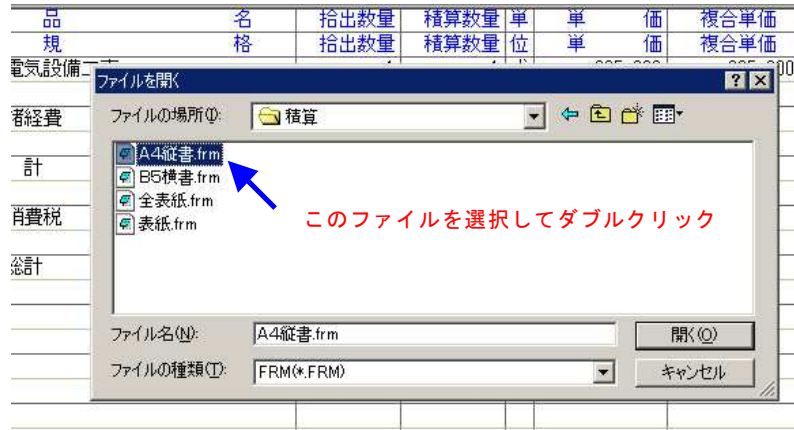 品 名 拾出数量 積算数量 単 単 価 複合単価
規 格 拾出数量 積算数量 位 単 価 複合単価
電気設備
ファイルを開く
諸経費
ファイルの場所(I): 積算
計
A4縦書.frm
B5横書.frm
全表紙.frm
表紙.frm
このファイルを選択してダブルクリック
消費税
総計
ファイル名(N): A4縦書.frm 開く(O)
ファイルの種類(T): FRM(*.FRM) キャンセル